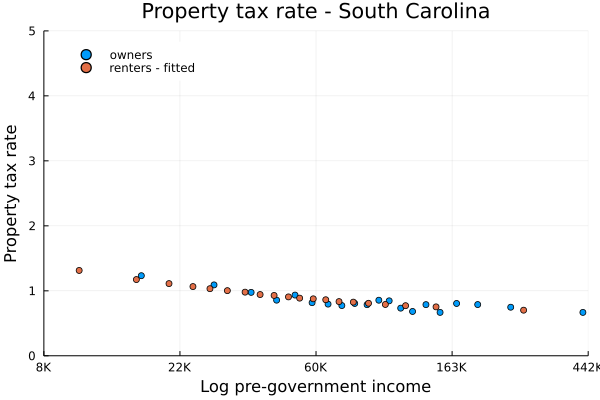 Property tax rate - South Carolina
owners
renters - fitted
5
4
3
2
1
0
Property tax rate
8K 22K 60K 163K 442K
Log pre-government income